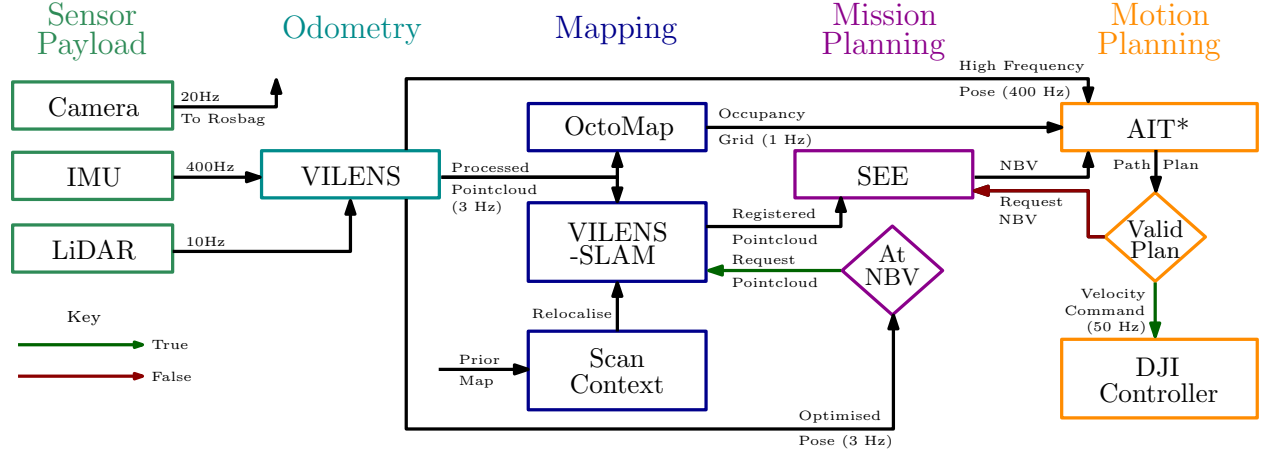 Sensor
Payload
Odometry
Mapping
Mission
Planning
Motion
Planning
Camera
20Hz
To Rosbag
IMU
400Hz
LiDAR
10Hz
VILENS
Processed
Pointcloud
(3 Hz)
OctoMap
Occupancy
Grid (1 Hz)
High Frequency
Pose (400 Hz)
AIT*
VILENS
-SLAM
Registered
Pointcloud
Request
Pointcloud
SEE
NBV
Request
NBV
Path Plan
Valid
Plan
At
NBV
Velocity
Command
(50 Hz)
DJI
Controller
Relocalise
Prior
Map
Scan
Context
Optimised
Pose (3 Hz)
Key
True
False